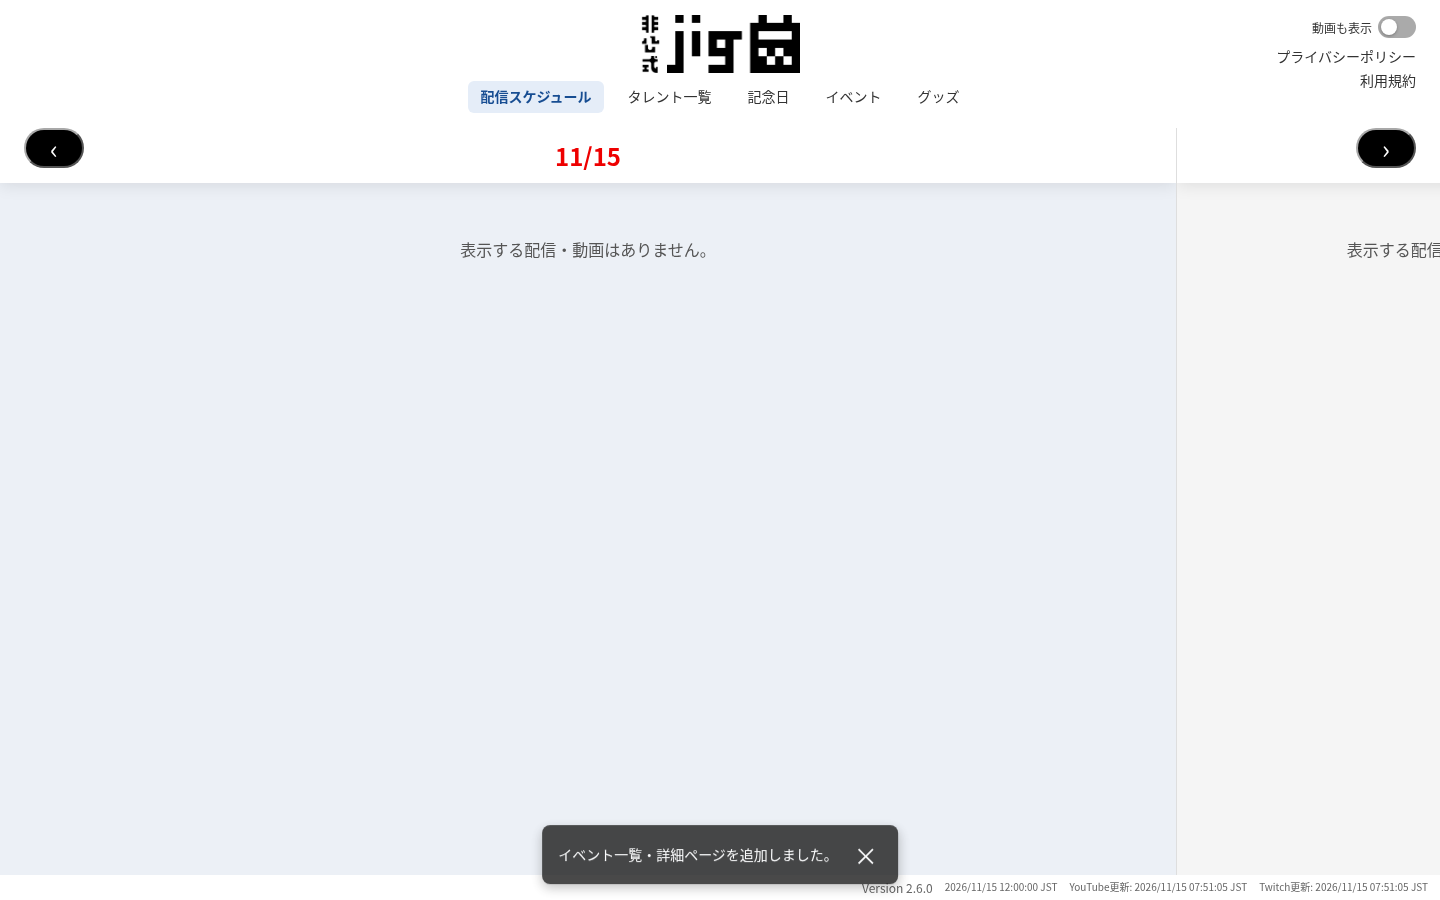 非公式
jig
動画も表示
プライバシーポリシー
利用規約
配信スケジュール タレント一覧 記念日 イベント グッズ
‹ 11/15 ›
表示する配信・動画はありません。 表示する配信
イベント一覧・詳細ページを追加しました。
Version 2.6.0 2026/11/15 12:00:00 JST YouTube更新: 2026/11/15 07:51:05 JST Twitch更新: 2026/11/15 07:51:05 JST